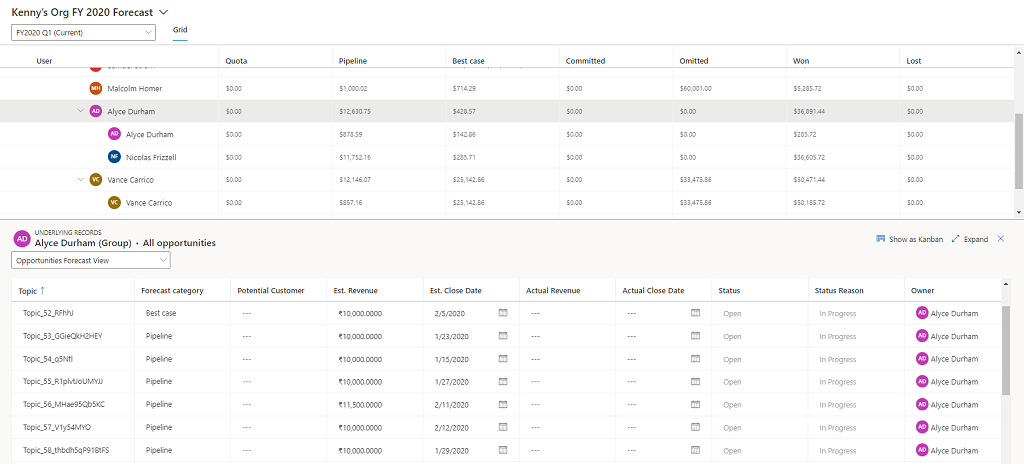 Kenny's Org FY 2020 Forecast
FY2020 Q1 (Current) Grid
User Quota Pipeline Best case Committed Omitted Won Lost
MH Malcolm Homer $0.00 $1,000.02 $714.29 $0.00 $60,001.00 $5,285.72 $0.00
AD Alyce Durham $0.00 $12,630.75 $428.57 $0.00 $0.00 $36,891.44 $0.00
AD Alyce Durham $0.00 $878.59 $142.86 $0.00 $0.00 $285.72 $0.00
NF Nicolas Frizzell $0.00 $11,752.16 $285.71 $0.00 $0.00 $36,605.72 $0.00
VC Vance Carrico $0.00 $12,146.07 $25,142.86 $0.00 $33,475.86 $50,471.44 $0.00
VC Vance Carrico $0.00 $857.16 $25,142.86 $0.00 $33,475.86 $50,185.72 $0.00
UNDERLYING RECORDS
AD Alyce Durham (Group) · All opportunities Show as Kanban Expand
Opportunities Forecast View
Topic ↑ Forecast category Potential Customer Est. Revenue Est. Close Date Actual Revenue Actual Close Date Status Status Reason Owner
Topic_52_RFhhJ Best case --- ₹10,000.0000 2/5/2020 --- --- Open In Progress AD Alyce Durham
Topic_53_GGieQkH2HEY Pipeline --- ₹10,000.0000 1/23/2020 --- --- Open In Progress AD Alyce Durham
Topic_54_q5Ntl Pipeline --- ₹10,000.0000 1/15/2020 --- --- Open In Progress AD Alyce Durham
Topic_55_R1plvtJoUMYJJ Pipeline --- ₹10,000.0000 1/27/2020 --- --- Open In Progress AD Alyce Durham
Topic_56_MHae95Qb5KC Pipeline --- ₹11,500.0000 2/11/2020 --- --- Open In Progress AD Alyce Durham
Topic_57_V1y54MYO Pipeline --- ₹10,000.0000 2/12/2020 --- --- Open In Progress AD Alyce Durham
Topic_58_thbdh5qP918tFS Pipeline --- ₹10,000.0000 1/29/2020 --- --- Open In Progress AD Alyce Durham